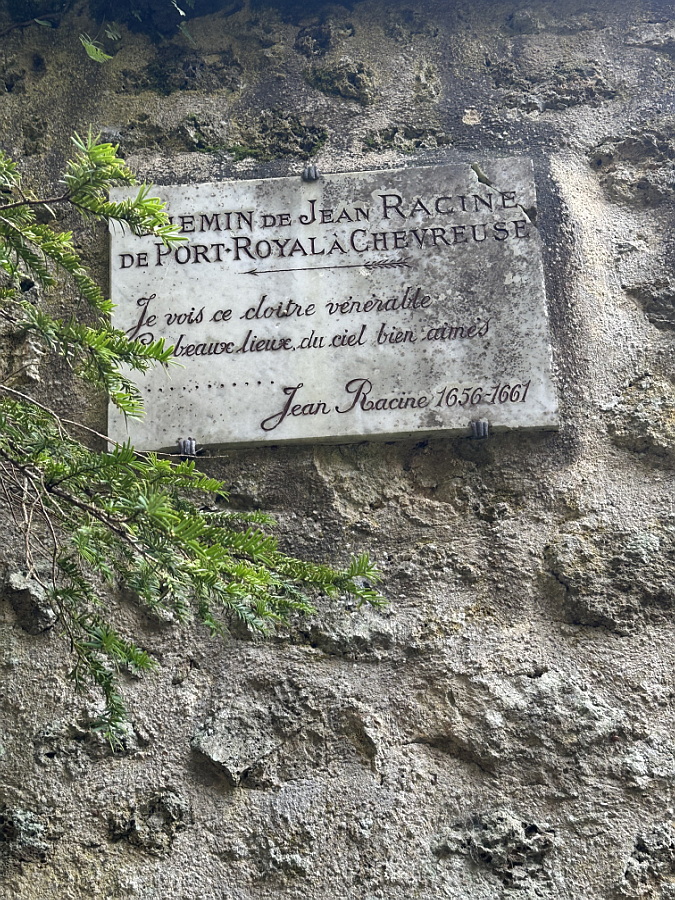 CHEMIN DE JEAN RACINE
DE PORT-ROYAL À CHEVREUSE
Je vois ce cloître vénérable
beaux lieux, du ciel bien aimés
. . . . . . . . . . . . .
Jean Racine 1656-1661